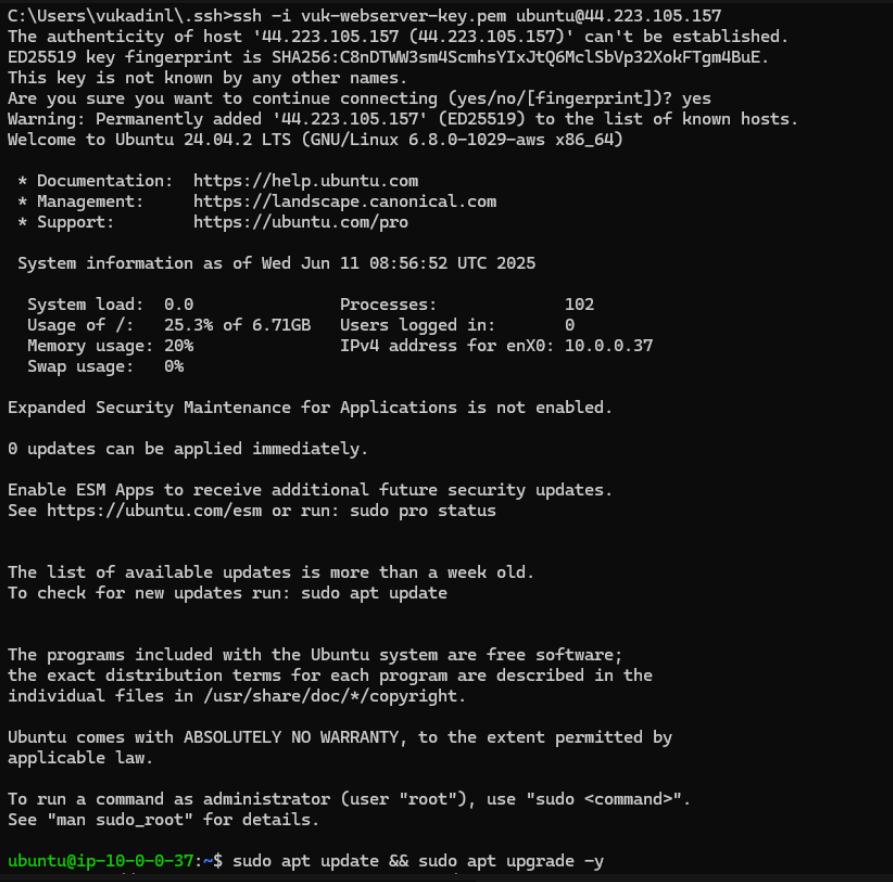 C:\Users\vukadinl\.ssh>ssh -i vuk-webserver-key.pem ubuntu@44.223.105.157
The authenticity of host '44.223.105.157 (44.223.105.157)' can't be established.
ED25519 key fingerprint is SHA256:C8nDTWW3sm4ScmhsYIxJtQ6MclSbVp32XokFTgm4BuE.
This key is not known by any other names.
Are you sure you want to continue connecting (yes/no/[fingerprint])? yes
Warning: Permanently added '44.223.105.157' (ED25519) to the list of known hosts.
Welcome to Ubuntu 24.04.2 LTS (GNU/Linux 6.8.0-1029-aws x86_64)
* Documentation:  https://help.ubuntu.com
* Management:     https://landscape.canonical.com
* Support:        https://ubuntu.com/pro
System information as of Wed Jun 11 08:56:52 UTC 2025
System load:  0.0               Processes:             102
Usage of /:   25.3% of 6.71GB   Users logged in:       0
Memory usage: 20%               IPv4 address for enX0: 10.0.0.37
Swap usage:   0%
Expanded Security Maintenance for Applications is not enabled.
0 updates can be applied immediately.
Enable ESM Apps to receive additional future security updates.
See https://ubuntu.com/esm or run: sudo pro status
The list of available updates is more than a week old.
To check for new updates run: sudo apt update
The programs included with the Ubuntu system are free software;
the exact distribution terms for each program are described in the
individual files in /usr/share/doc/*/copyright.
Ubuntu comes with ABSOLUTELY NO WARRANTY, to the extent permitted by
applicable law.
To run a command as administrator (user "root"), use "sudo <command>".
See "man sudo_root" for details.
ubuntu@ip-10-0-0-37:~$ sudo apt update && sudo apt upgrade -y